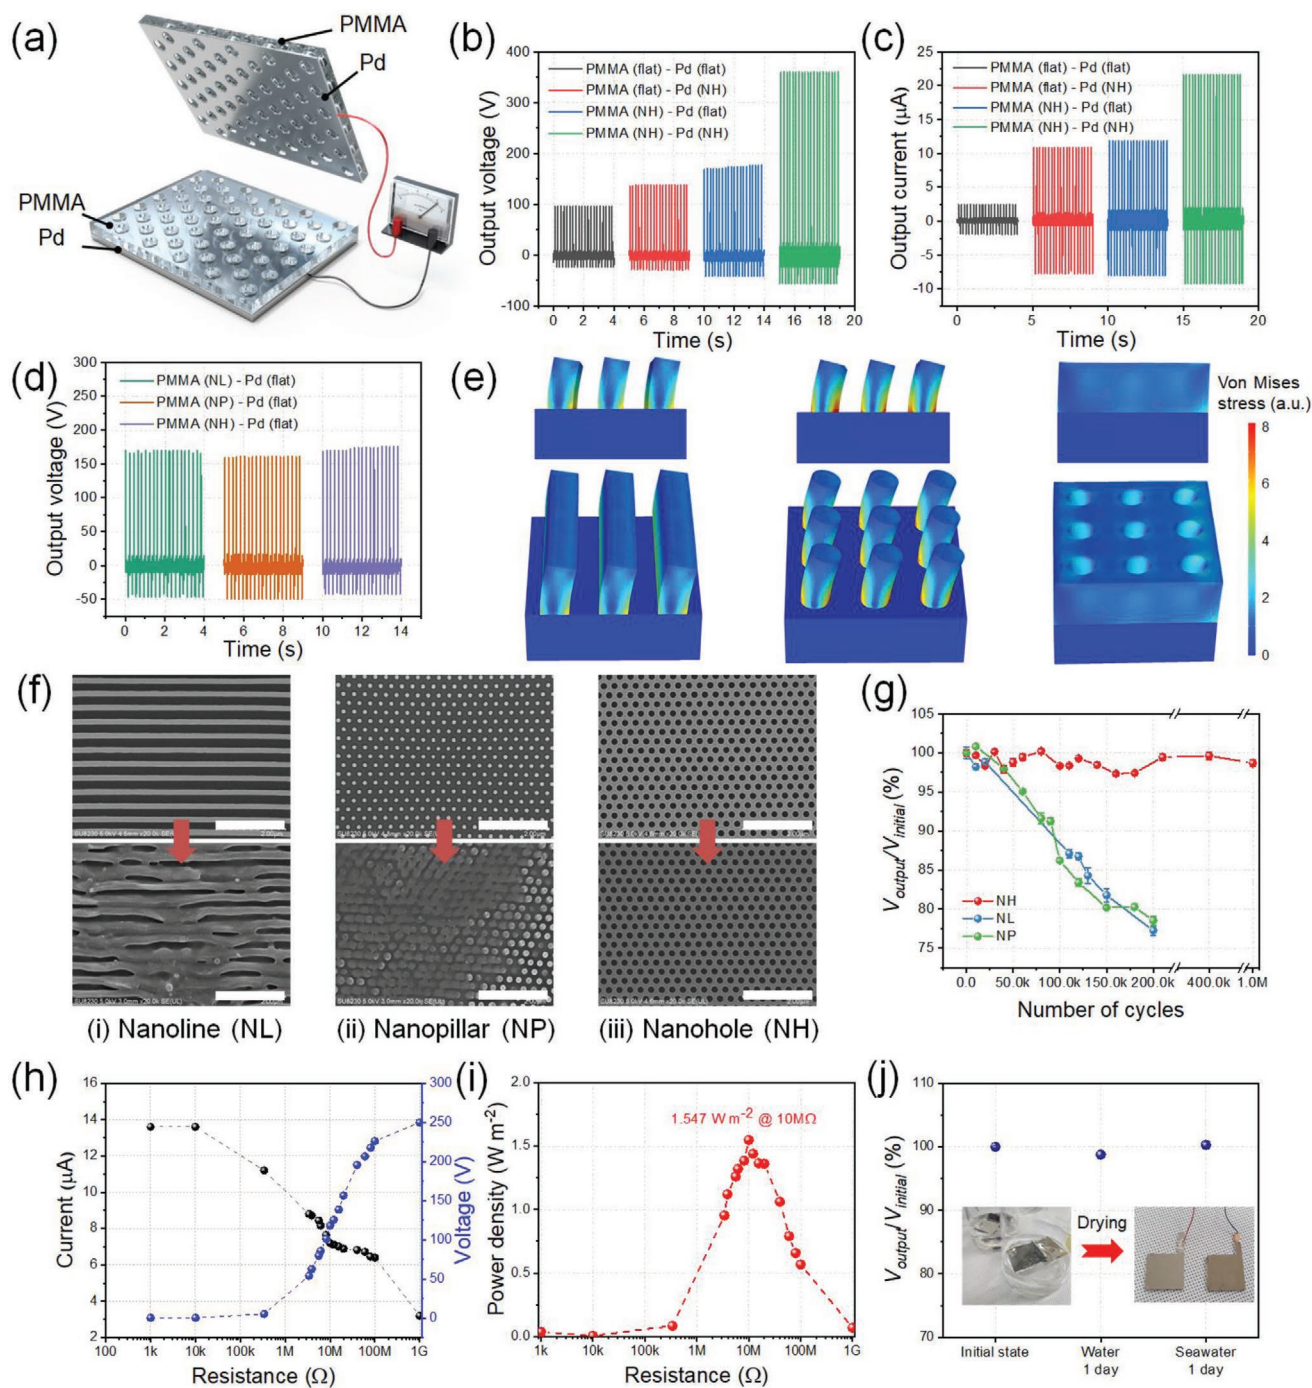 (a)
PMMA
Pd
PMMA
Pd
(b)
Output voltage (V)
400
300
200
100
0
-100
PMMA (flat) - Pd (flat)
PMMA (flat) - Pd (NH)
PMMA (NH) - Pd (flat)
PMMA (NH) - Pd (NH)
0 2 4 6 8 10 12 14 16 18 20
Time (s)
(c)
Output current (µA)
25
20
15
10
5
0
-5
-10
PMMA (flat) - Pd (flat)
PMMA (flat) - Pd (NH)
PMMA (NH) - Pd (flat)
PMMA (NH) - Pd (NH)
0 5 10 15 20
Time (s)
(d)
Output voltage (V)
300
250
200
150
100
50
0
-50
PMMA (NL) - Pd (flat)
PMMA (NP) - Pd (flat)
PMMA (NH) - Pd (flat)
0 2 4 6 8 10 12 14
Time (s)
(e)
Von Mises
stress (a.u.)
8
6
4
2
0
(f)
(i) Nanoline (NL)
(ii) Nanopillar (NP)
(iii) Nanohole (NH)
(g)
V output/V initial (%)
105
100
95
90
85
80
75
NH
NL
NP
0.0 50.0k 100.0k 150.0k 200.0k 400.0k 1.0M
Number of cycles
(h)
Current (µA)
16
14
12
10
8
6
4
2
300
250
200
150
100
50
0
Voltage (V)
1k 10k 100k 1M 10M 100M 1G
Resistance (Ω)
(i)
Power density (W m-2)
2.0
1.5
1.0
0.5
0.0
1.547 W m-2 @ 10MΩ
1k 10k 100k 1M 10M 100M 1G
Resistance (Ω)
(j)
V output/V initial (%)
110
100
90
80
70
Drying
Initial state
Water
1 day
Seawater
1 day